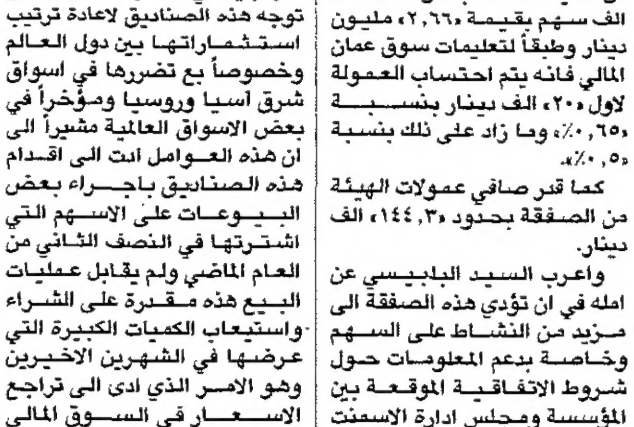 الف سهم بقيمة «٢,٦٦» مليون
دينار وطبقاً لتعليمات سوق عمان
المالي فانه يتم احتساب العمولة
لاول «٢٠» الف دينار بنسبة
«٠,٦٥٪» وما زاد على ذلك بنسبة
«٠,٥٪».
كما قدر صافي عمولات الهيئة
من الصفقة بحدود «١٤٤,٣» الف
دينار.
واعرب السيد البلبيسي عن
امله في ان تؤدي هذه الصفقة الى
مزيد من النشاط على السهم
وخاصة بدعم المعلومات حول
شروط الاتفاقية الموقعة بين
المؤسسة ومجلس ادارة الاسمنت
توجه هذه الصناديق لاعادة ترتيب
استثماراتها بين دول العالم
وخصوصاً بع تضررها في اسواق
شرق آسيا وروسيا ومؤخراً في
بعض الاسواق العالمية مشيراً الى
ان هذه العوامل ادت الى اقدام
هذه الصناديق باجراء بعض
البيوعات على الاسهم التي
اشترتها في النصف الثاني من
العام الماضي ولم يقابل عمليات
البيع هذه مقدرة على الشراء
واستيعاب الكميات الكبيرة التي
عرضها في الشهرين الاخيرين
وهو الامر الذي ادى الى تراجع
الاسعار في السوق المالي